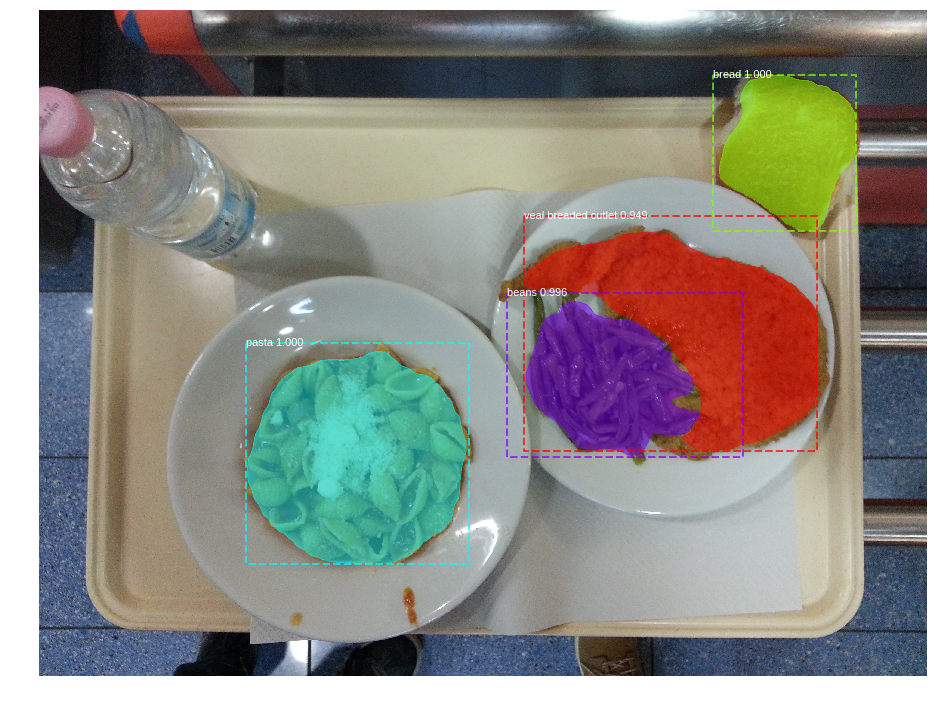 bread 1.000
veal breaded cutlet 0.949
beans 0.996
pasta 1.000